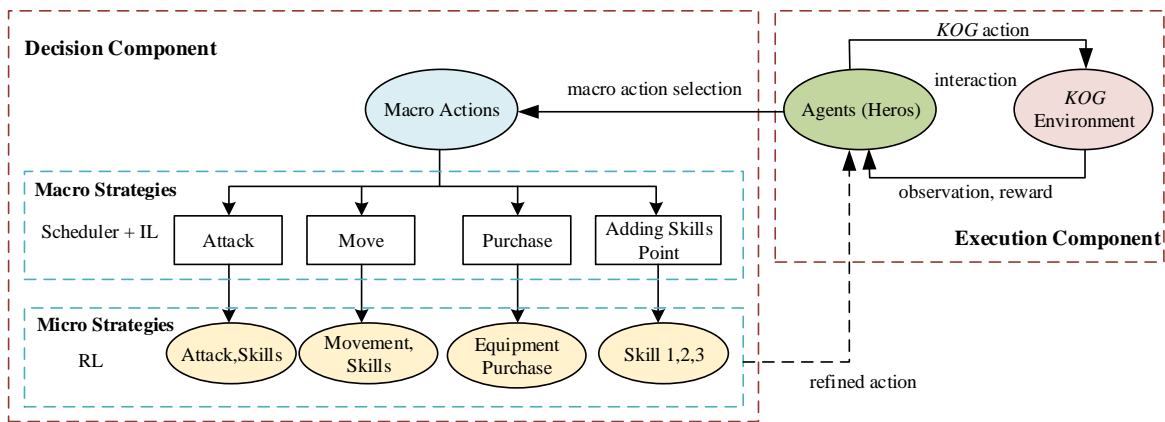 Decision Component
Macro Actions
macro action selection
KOG action
interaction
Agents (Heros)
KOG
Environment
observation, reward
Execution Component
Macro Strategies
Scheduler + IL
Attack
Move
Purchase
Adding Skills
Point
Micro Strategies
RL
Attack,Skills
Movement,
Skills
Equipment
Purchase
Skill 1,2,3
refined action